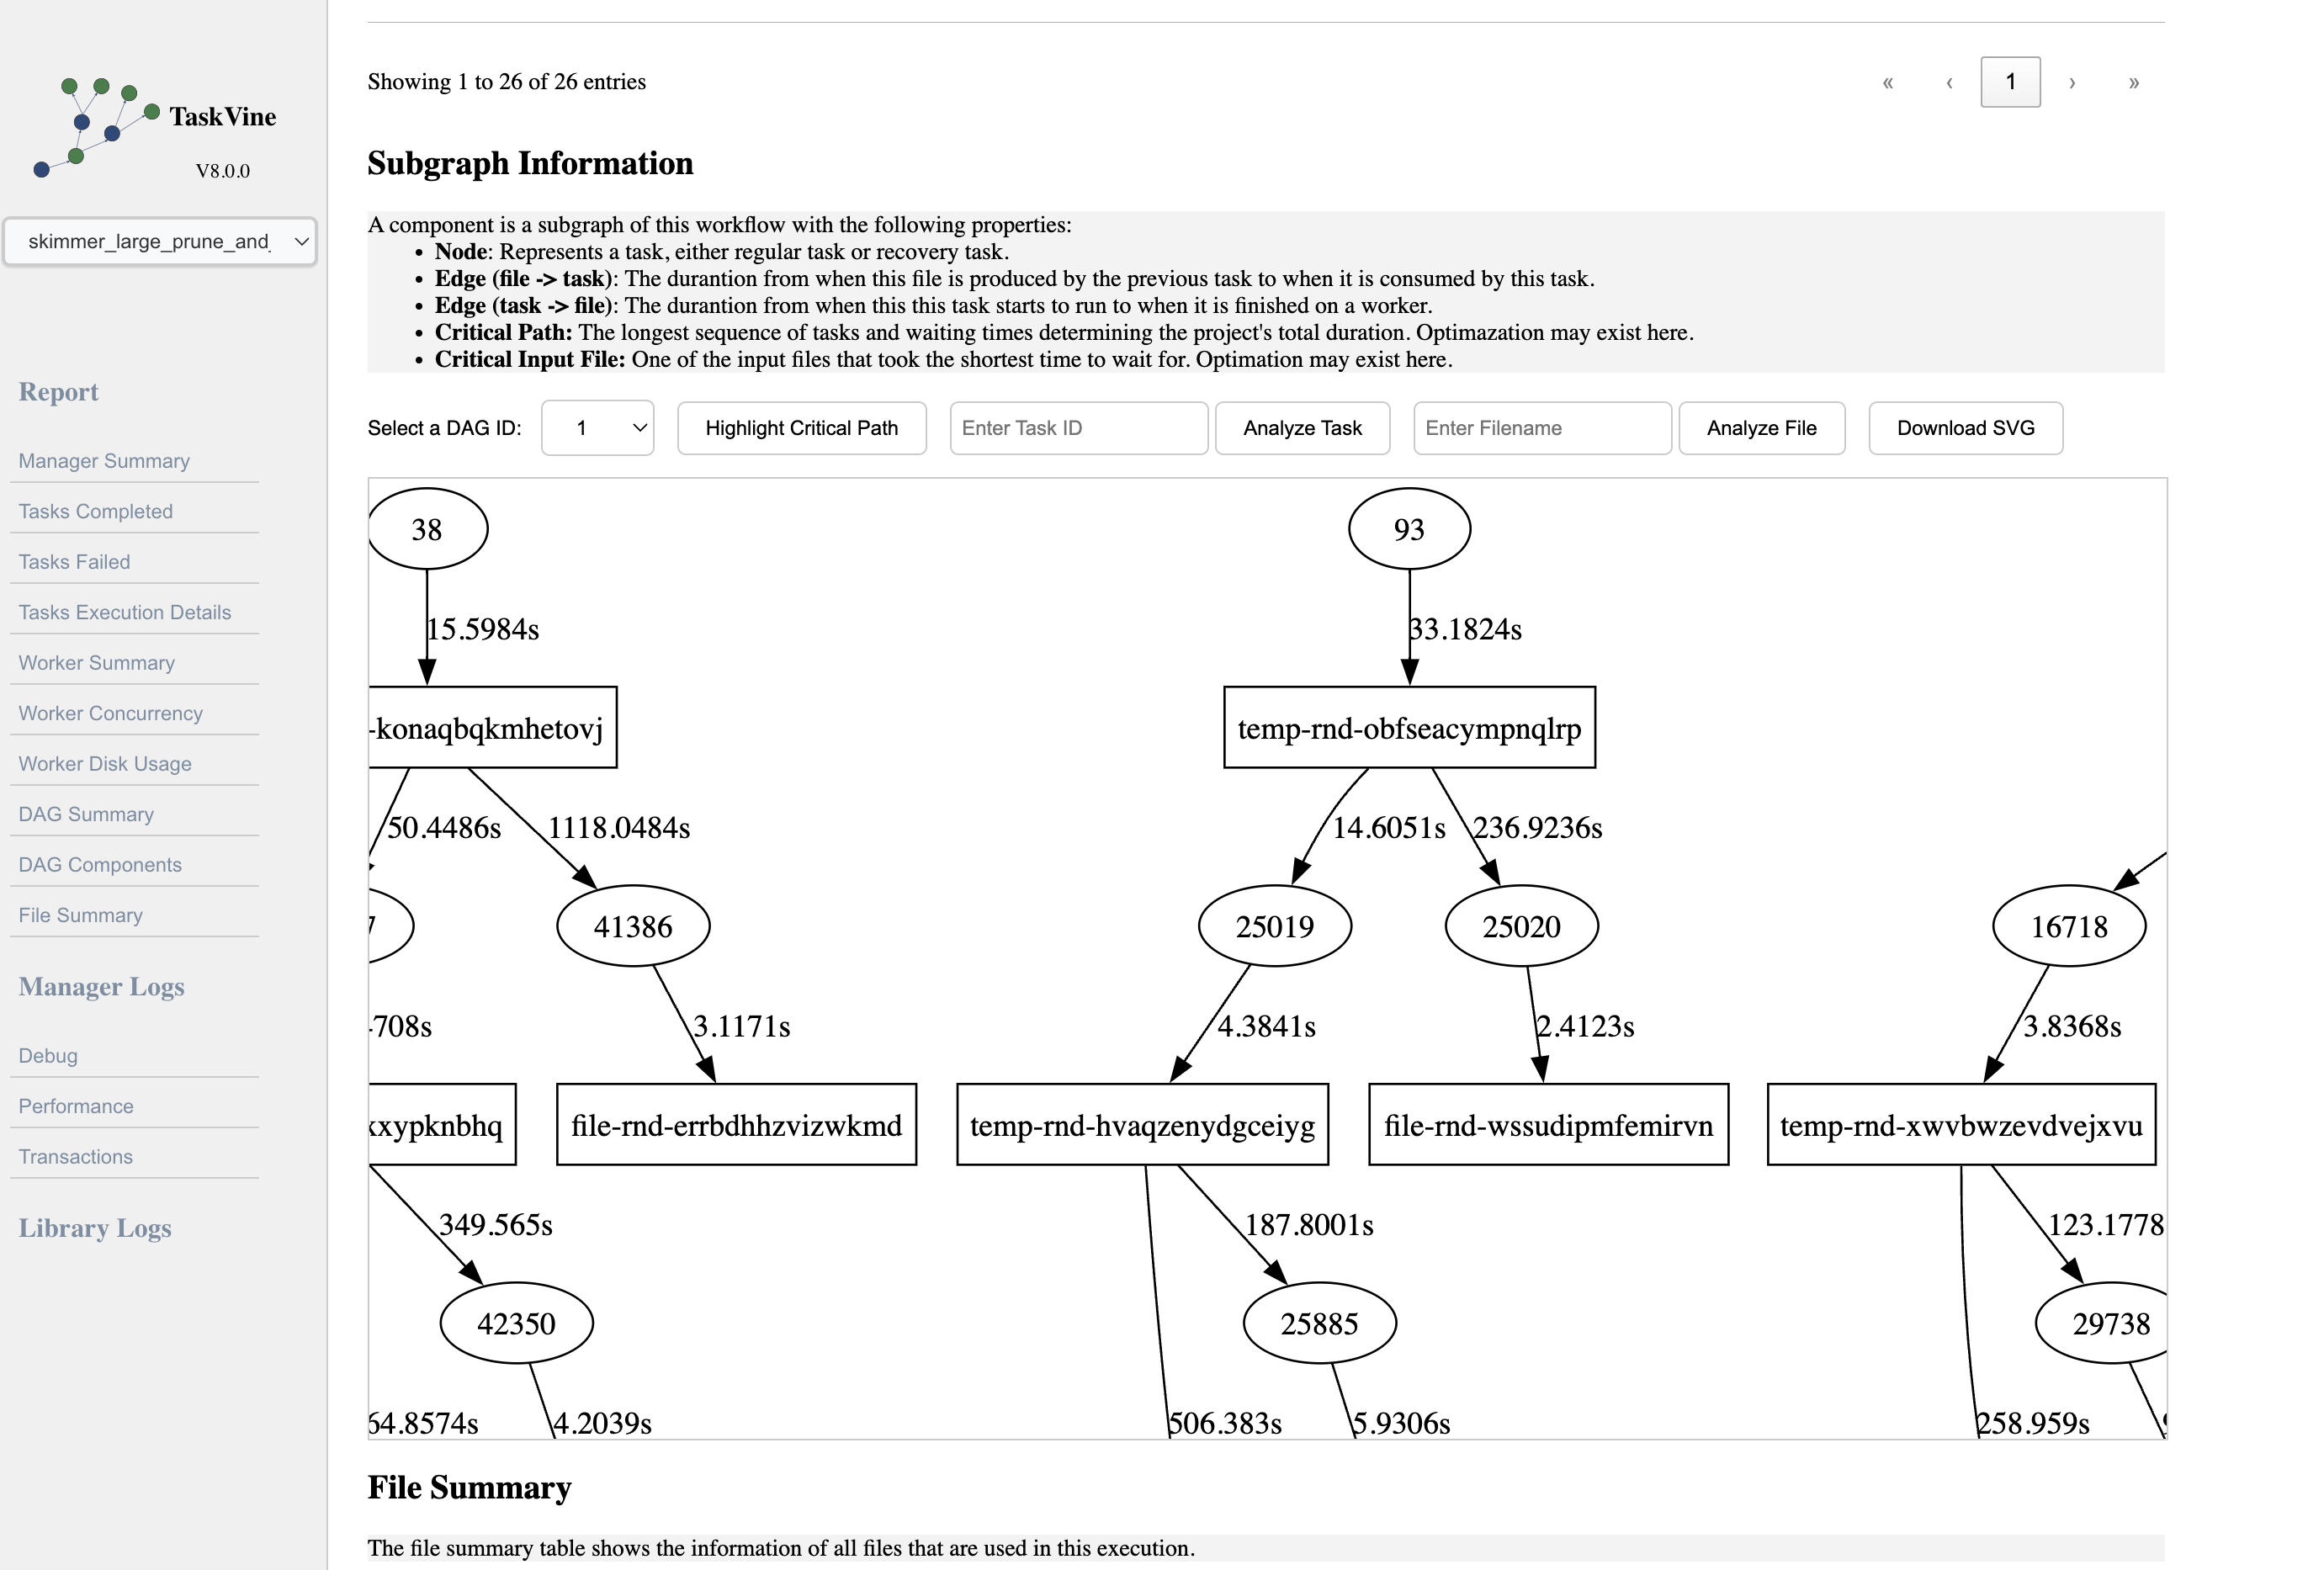 TaskVine
V8.0.0
skimmer_large_prune_and_
Report
Manager Summary
Tasks Completed
Tasks Failed
Tasks Execution Details
Worker Summary
Worker Concurrency
Worker Disk Usage
DAG Summary
DAG Components
File Summary
Manager Logs
Debug
Performance
Transactions
Library Logs
Showing 1 to 26 of 26 entries
« ‹ 1 › »
Subgraph Information
A component is a subgraph of this workflow with the following properties:
• Node: Represents a task, either regular task or recovery task.
• Edge (file -> task): The durantion from when this file is produced by the previous task to when it is consumed by this task.
• Edge (task -> file): The durantion from when this this task starts to run to when it is finished on a worker.
• Critical Path: The longest sequence of tasks and waiting times determining the project's total duration. Optimazation may exist here.
• Critical Input File: One of the input files that took the shortest time to wait for. Optimation may exist here.
Select a DAG ID: 1 Highlight Critical Path Enter Task ID Analyze Task Enter Filename Analyze File Download SVG
38 93
15.5984s 33.1824s
-konaqbqkmhetovj temp-rnd-obfseacympnqlrp
50.4486s 1118.0484s 14.6051s 236.9236s
7 41386 25019 25020 16718
708s 3.1171s 4.3841s 2.4123s 3.8368s
xypknbhq file-rnd-errbdhhzvizwkmd temp-rnd-hvaqzenydgceiyg file-rnd-wssudipmfemirvn temp-rnd-xwvbwzevdvejxvu
349.565s 187.8001s 123.1778
42350 25885 29738
64.8574s 4.2039s 506.383s 5.9306s 258.959s
File Summary
The file summary table shows the information of all files that are used in this execution.